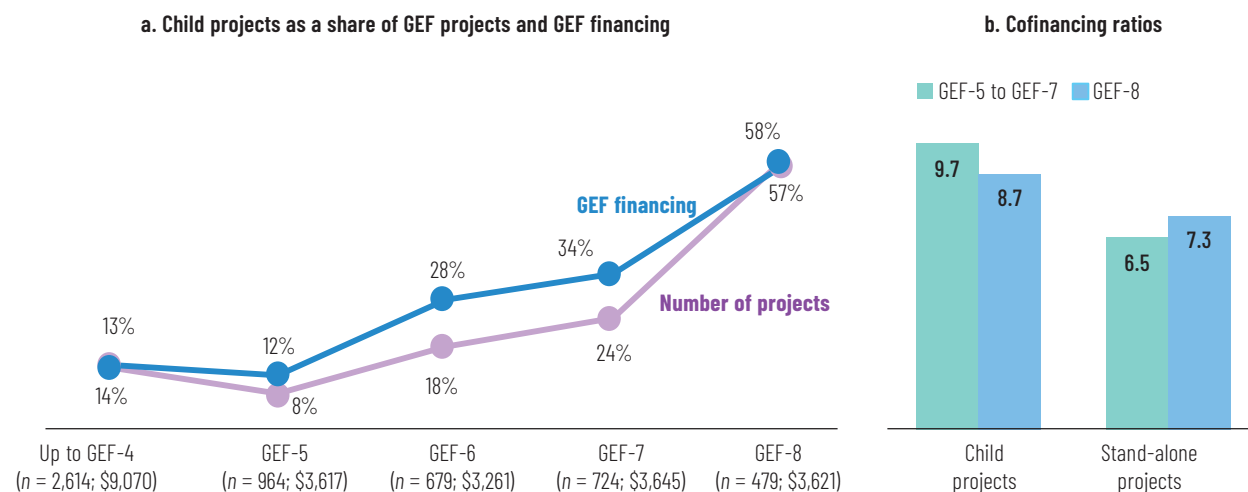 a. Child projects as a share of GEF projects and GEF financing
13%
14%
12%
8%
28%
18%
34%
24%
58%
57%
GEF financing
Number of projects
Up to GEF-4
(n = 2,614; $9,070)
GEF-5
(n = 964; $3,617)
GEF-6
(n = 679; $3,261)
GEF-7
(n = 724; $3,645)
GEF-8
(n = 479; $3,621)
b. Cofinancing ratios
GEF-5 to GEF-7
GEF-8
9.7
8.7
6.5
7.3
Child
projects
Stand-alone
projects